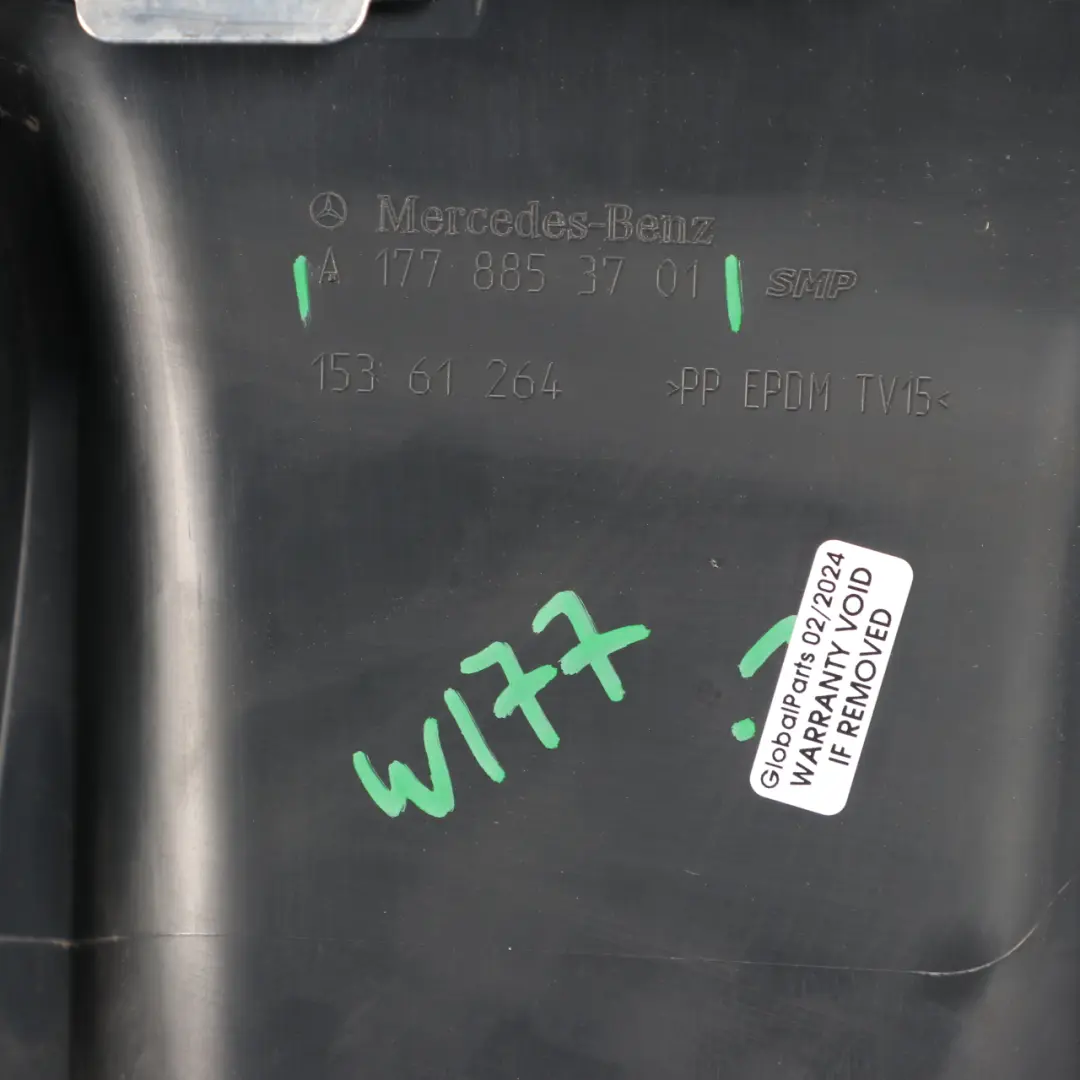 Mercedes-Benz
A 177 885 37 01 SMP
153 61 264 >PP EPDM TV15<
W177
GlobalParts 02/2024
WARRANTY VOID
IF REMOVED